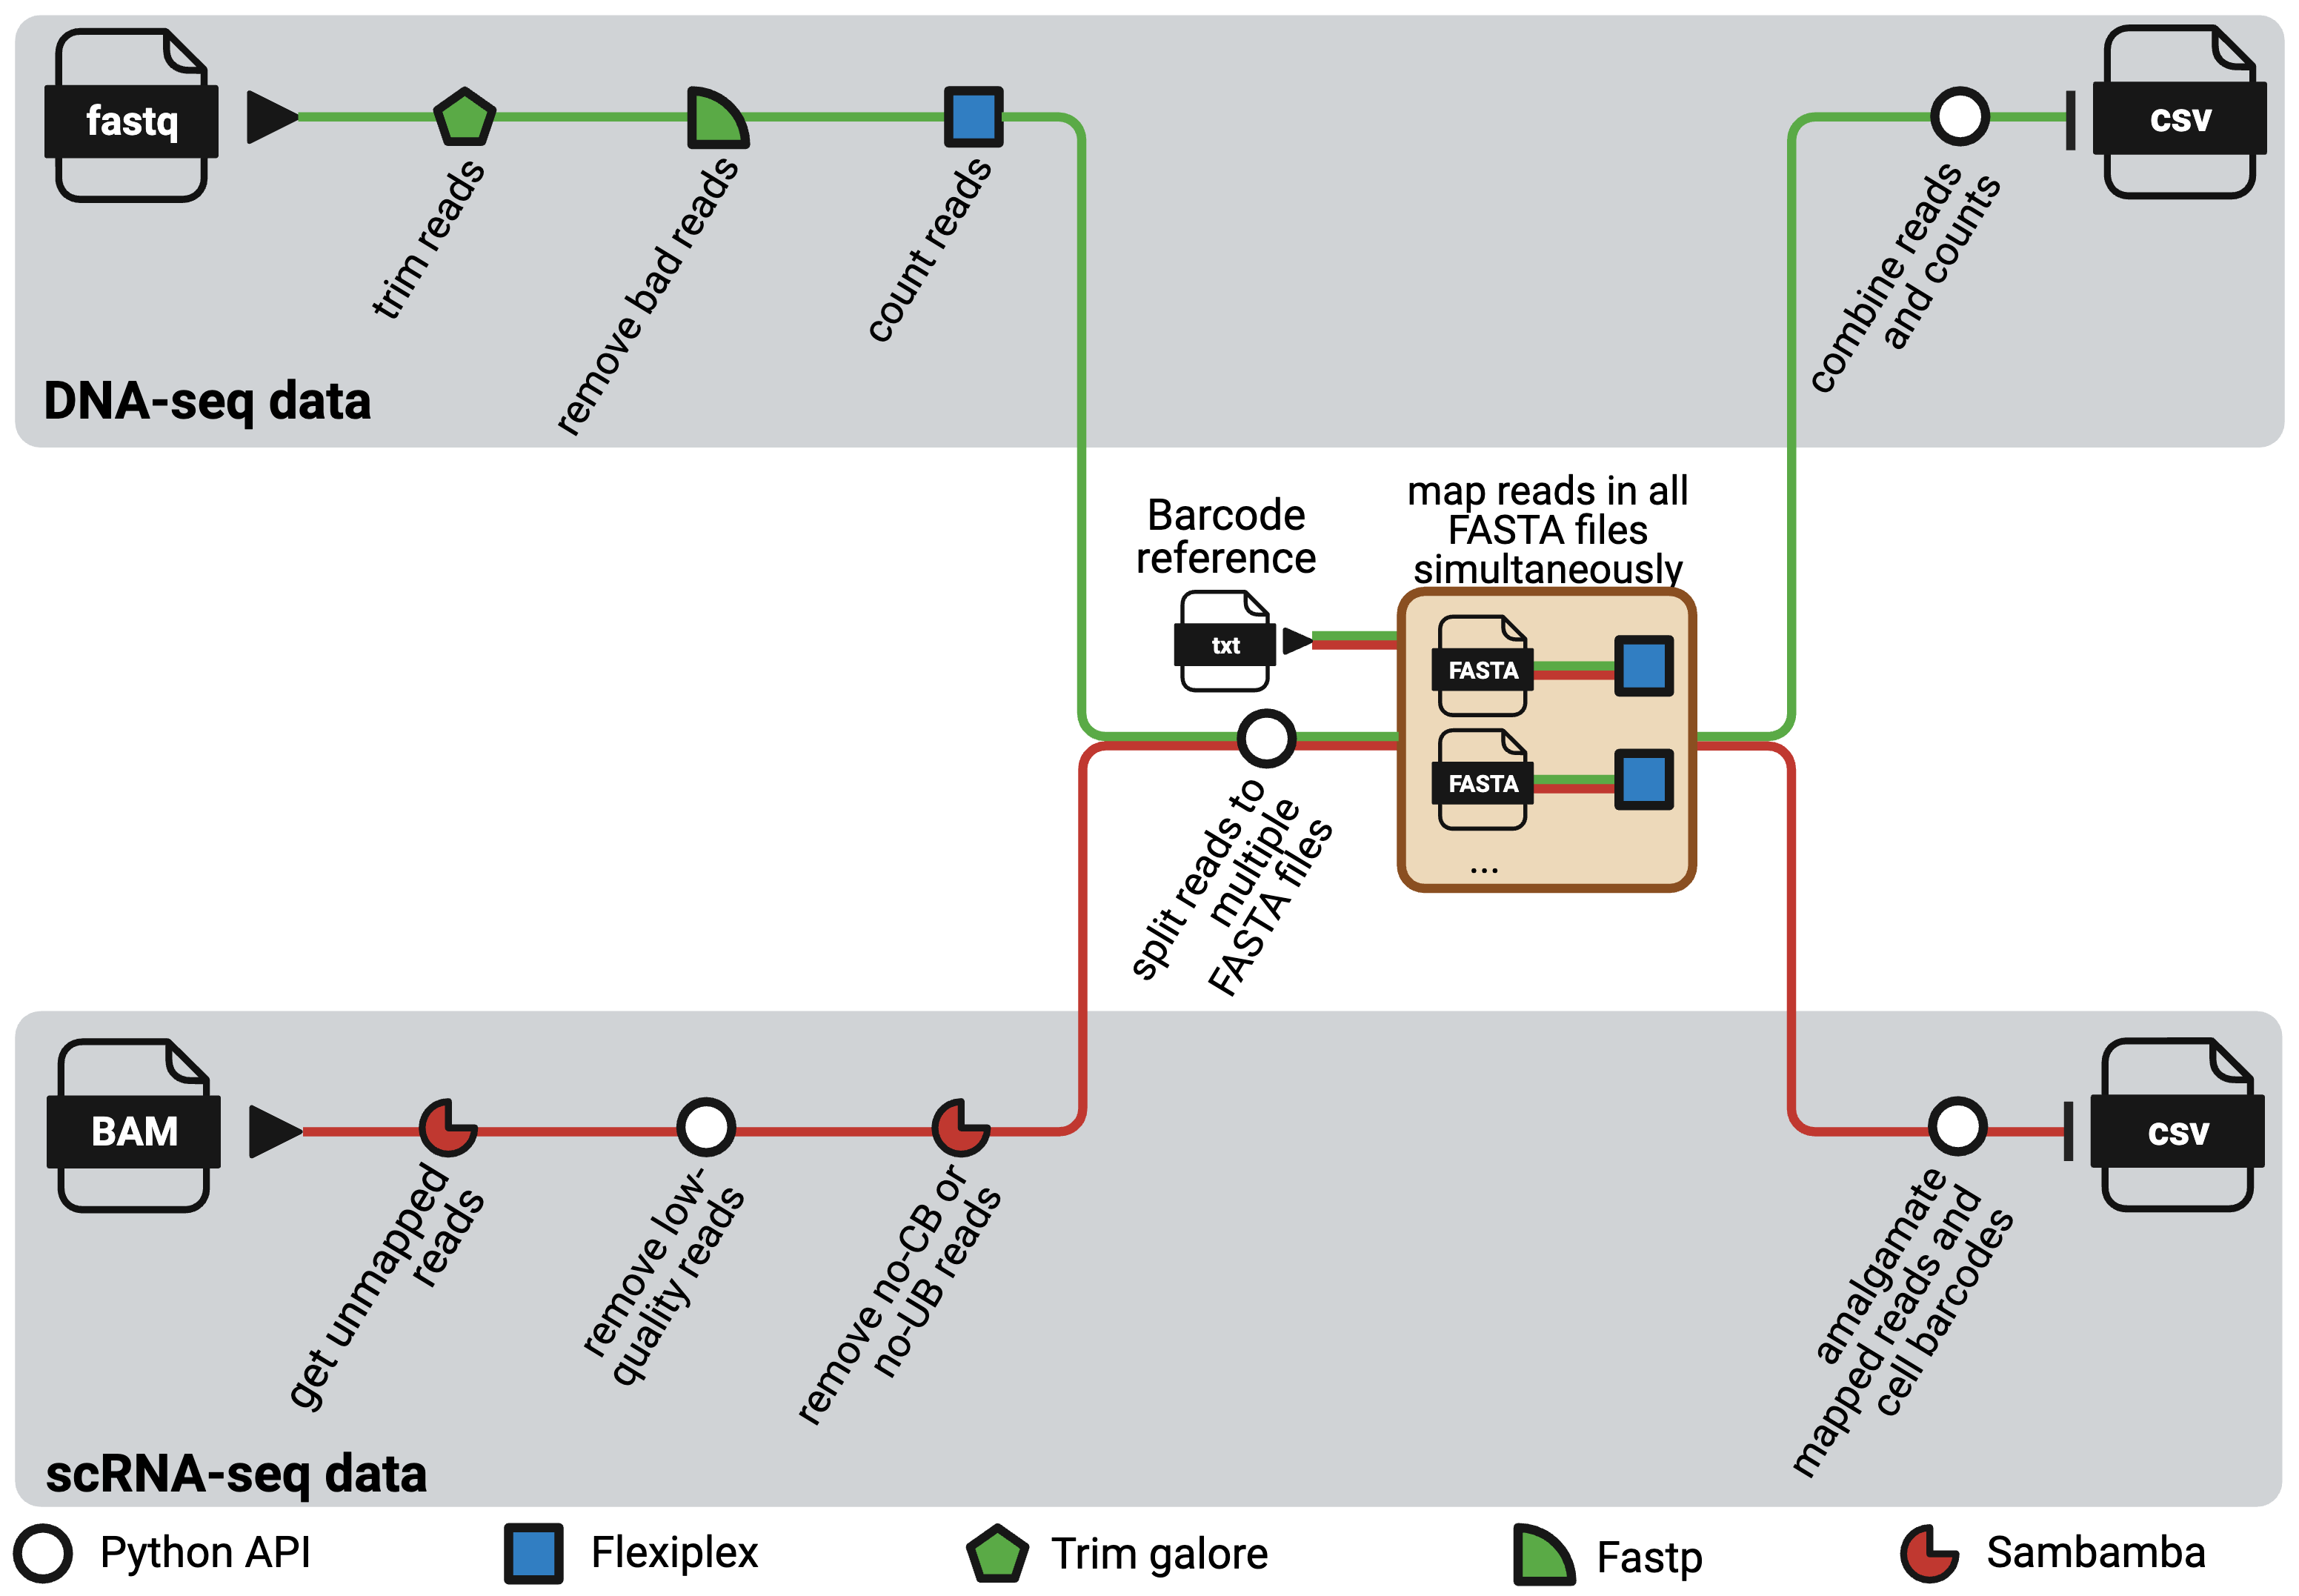 fastq
csv
trim reads
remove bad reads
count reads
combine reads
and counts
DNA-seq data
Barcode
reference
txt
map reads in all
FASTA files
simultaneously
FASTA
FASTA
...
split reads to
multiple
FASTA files
BAM
csv
get unmapped
reads
remove low-
quality reads
remove no-CB or
no-UB reads
amalgamate
mapped reads and
cell barcodes
scRNA-seq data
Python API
Flexiplex
Trim galore
Fastp
Sambamba